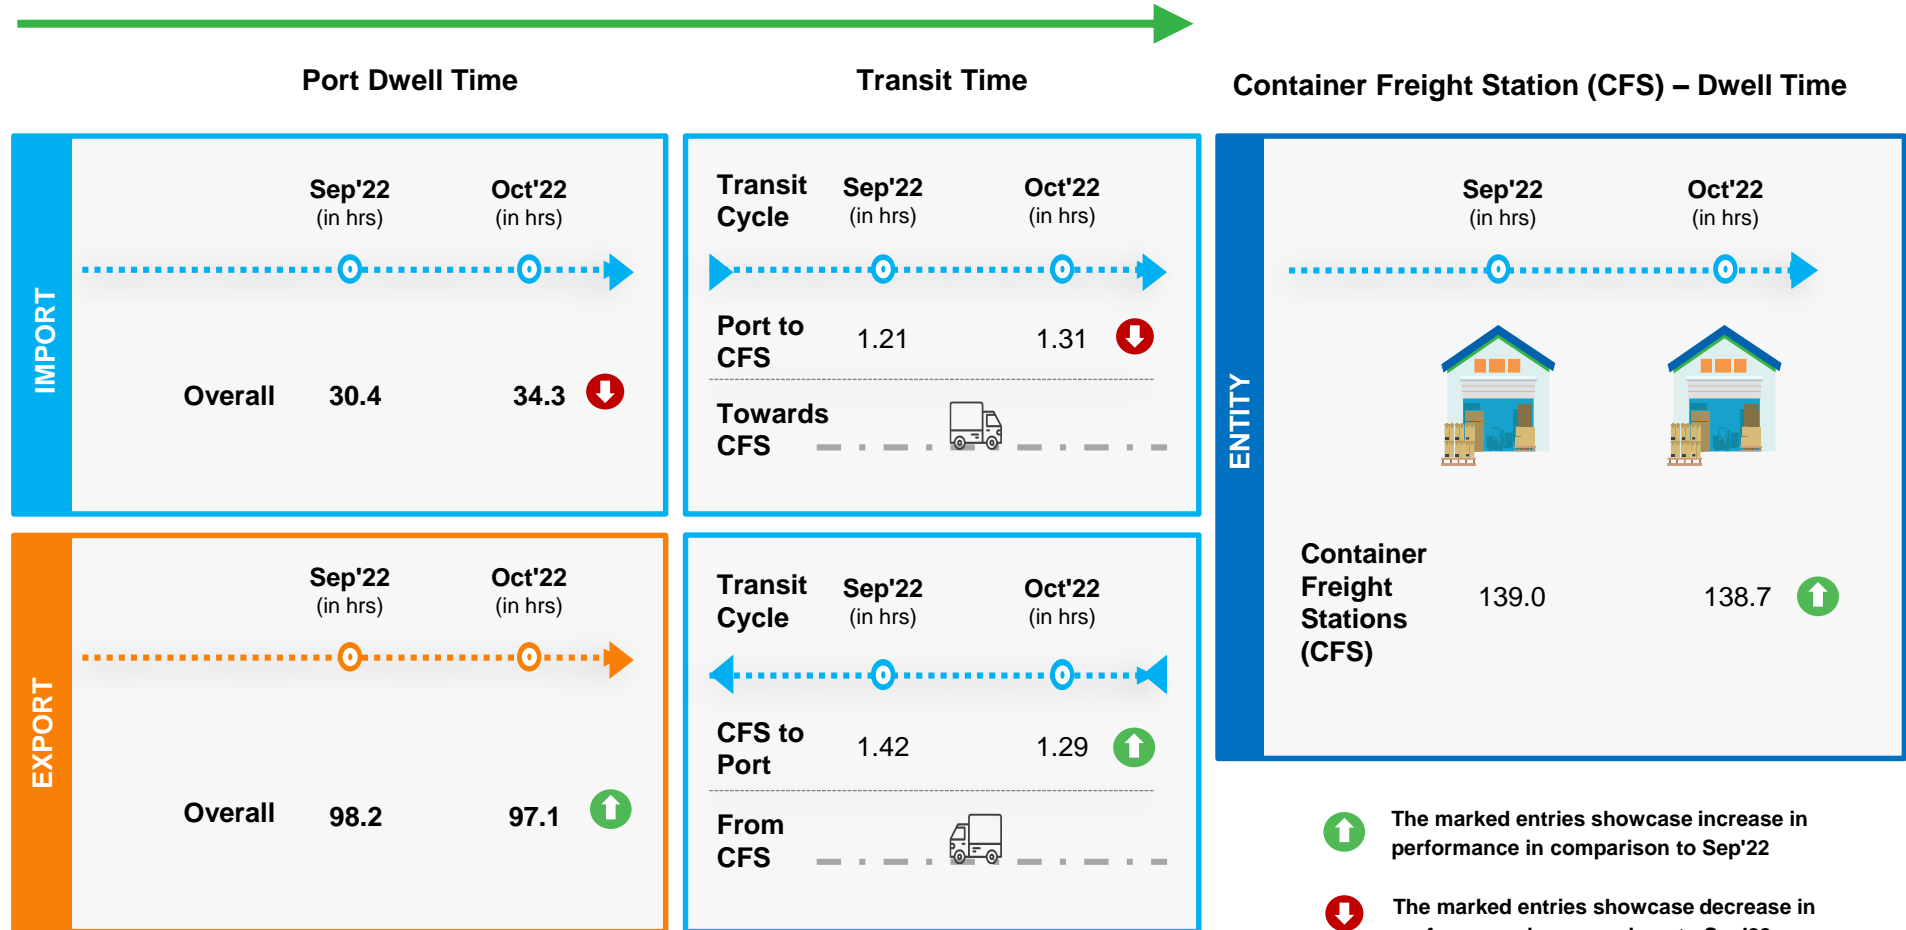 Port Dwell Time
Transit Time
Container Freight Station (CFS) – Dwell Time
IMPORT
Sep'22
(in hrs)
Oct'22
(in hrs)
Overall
30.4
34.3
Transit
Cycle
Sep'22
(in hrs)
Oct'22
(in hrs)
Port to
CFS
1.21
1.31
Towards
CFS
ENTITY
Sep'22
(in hrs)
Oct'22
(in hrs)
Container
Freight
Stations
(CFS)
139.0
138.7
EXPORT
Sep'22
(in hrs)
Oct'22
(in hrs)
Overall
98.2
97.1
Transit
Cycle
Sep'22
(in hrs)
Oct'22
(in hrs)
CFS to
Port
1.42
1.29
From
CFS
The marked entries showcase increase in
performance in comparison to Sep'22
The marked entries showcase decrease in